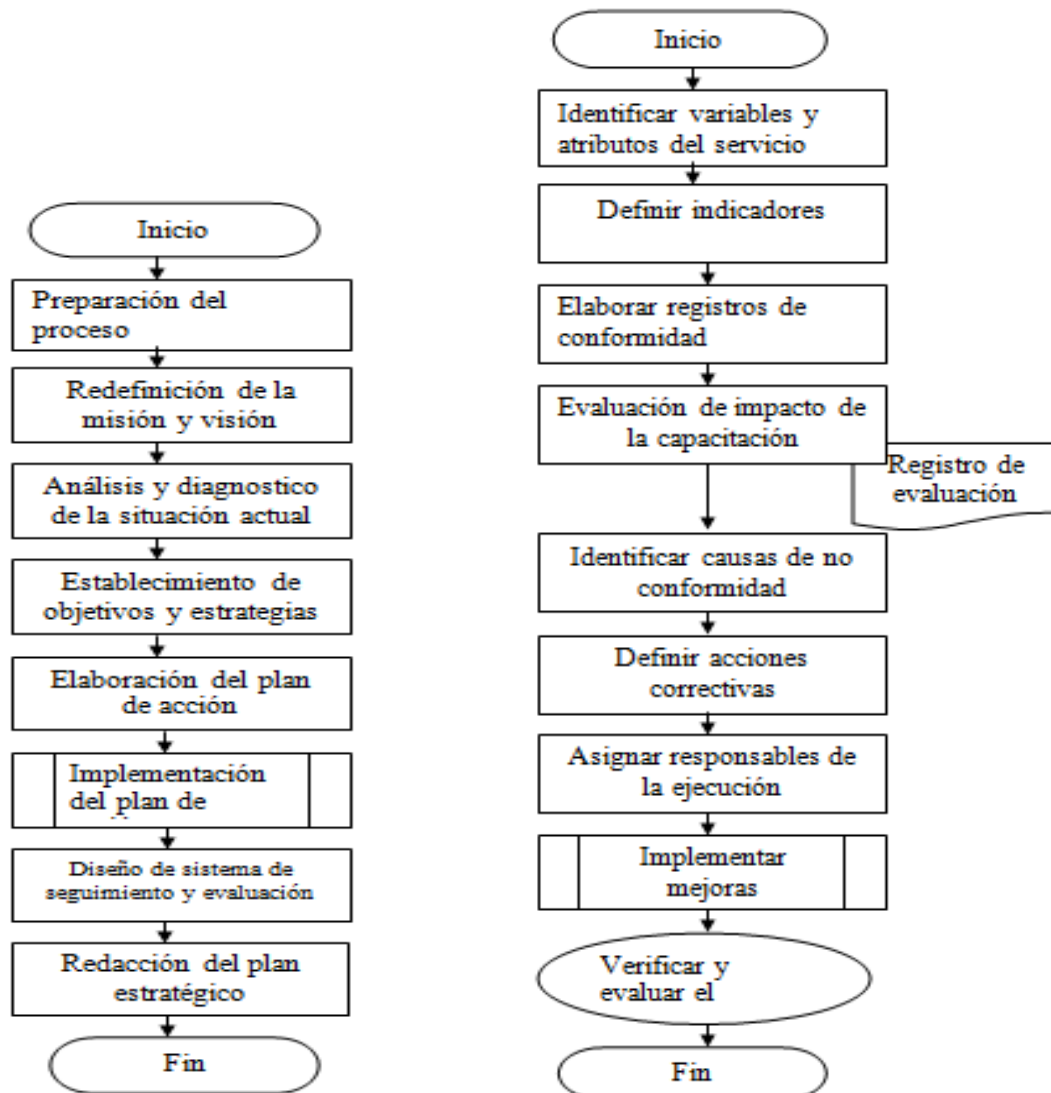 Inicio
Preparación del
proceso
Redefinición de la
misión y visión
Análisis y diagnostico
de la situación actual
Establecimiento de
objetivos y estrategias
Elaboración del plan
de acción
Implementación
del plan de
Diseño de sistema de
seguimiento y evaluación
Redacción del plan
estratégico
Fin
Inicio
Identificar variables y
atributos del servicio
Definir indicadores
Elaborar registros de
conformidad
Evaluación de impacto de
la capacitación
Registro de
evaluación
Identificar causas de no
conformidad
Definir acciones
correctivas
Asignar responsables de
la ejecución
Implementar
mejoras
Verificar y
evaluar el
Fin